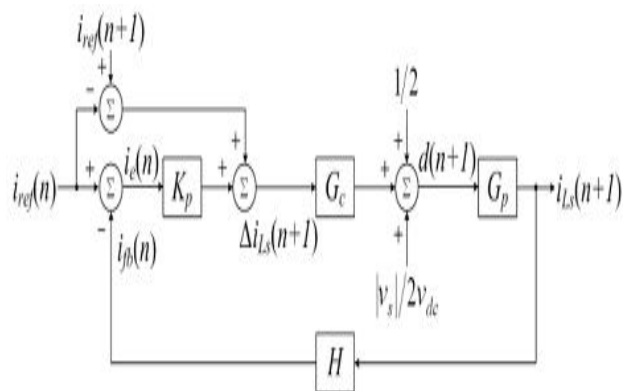 i_ref(n+1)
+
−
Σ
1/2
+
+
i_ref(n)
+
Σ
−
i_e(n)
K_p
+
Σ
Δi_Ls(n+1)
G_c
+
Σ
+
d(n+1)
G_p
i_Ls(n+1)
i_fb(n)
|v_s|/2v_dc
H